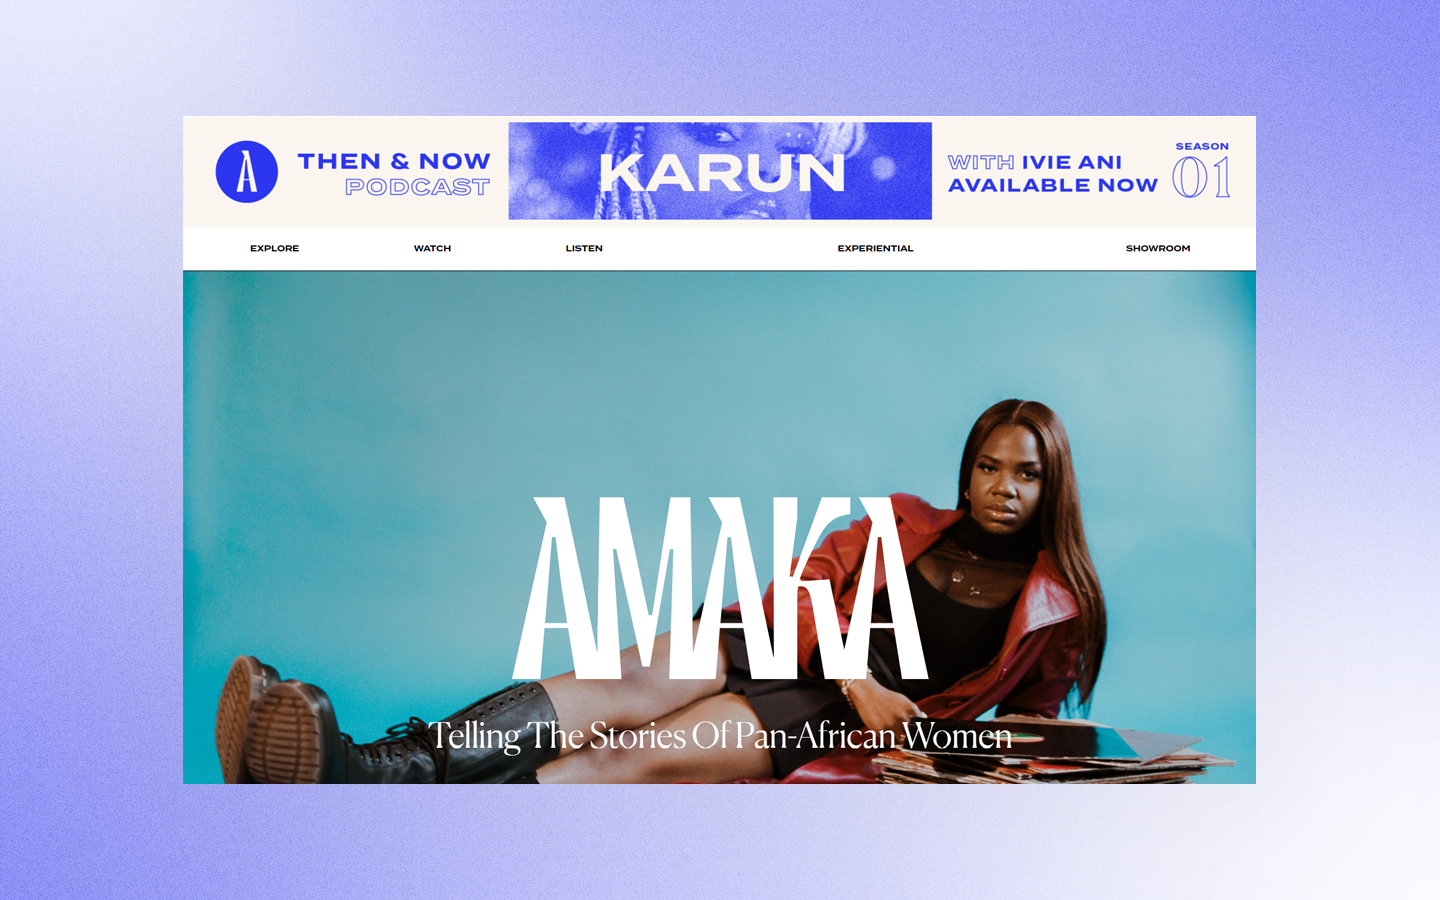 A
THEN & NOW
PODCAST
KARUN
WITH IVIE ANI
AVAILABLE NOW
SEASON
01
EXPLORE
WATCH
LISTEN
EXPERIENTIAL
SHOWROOM
AMAKA
Telling The Stories Of Pan-African Women